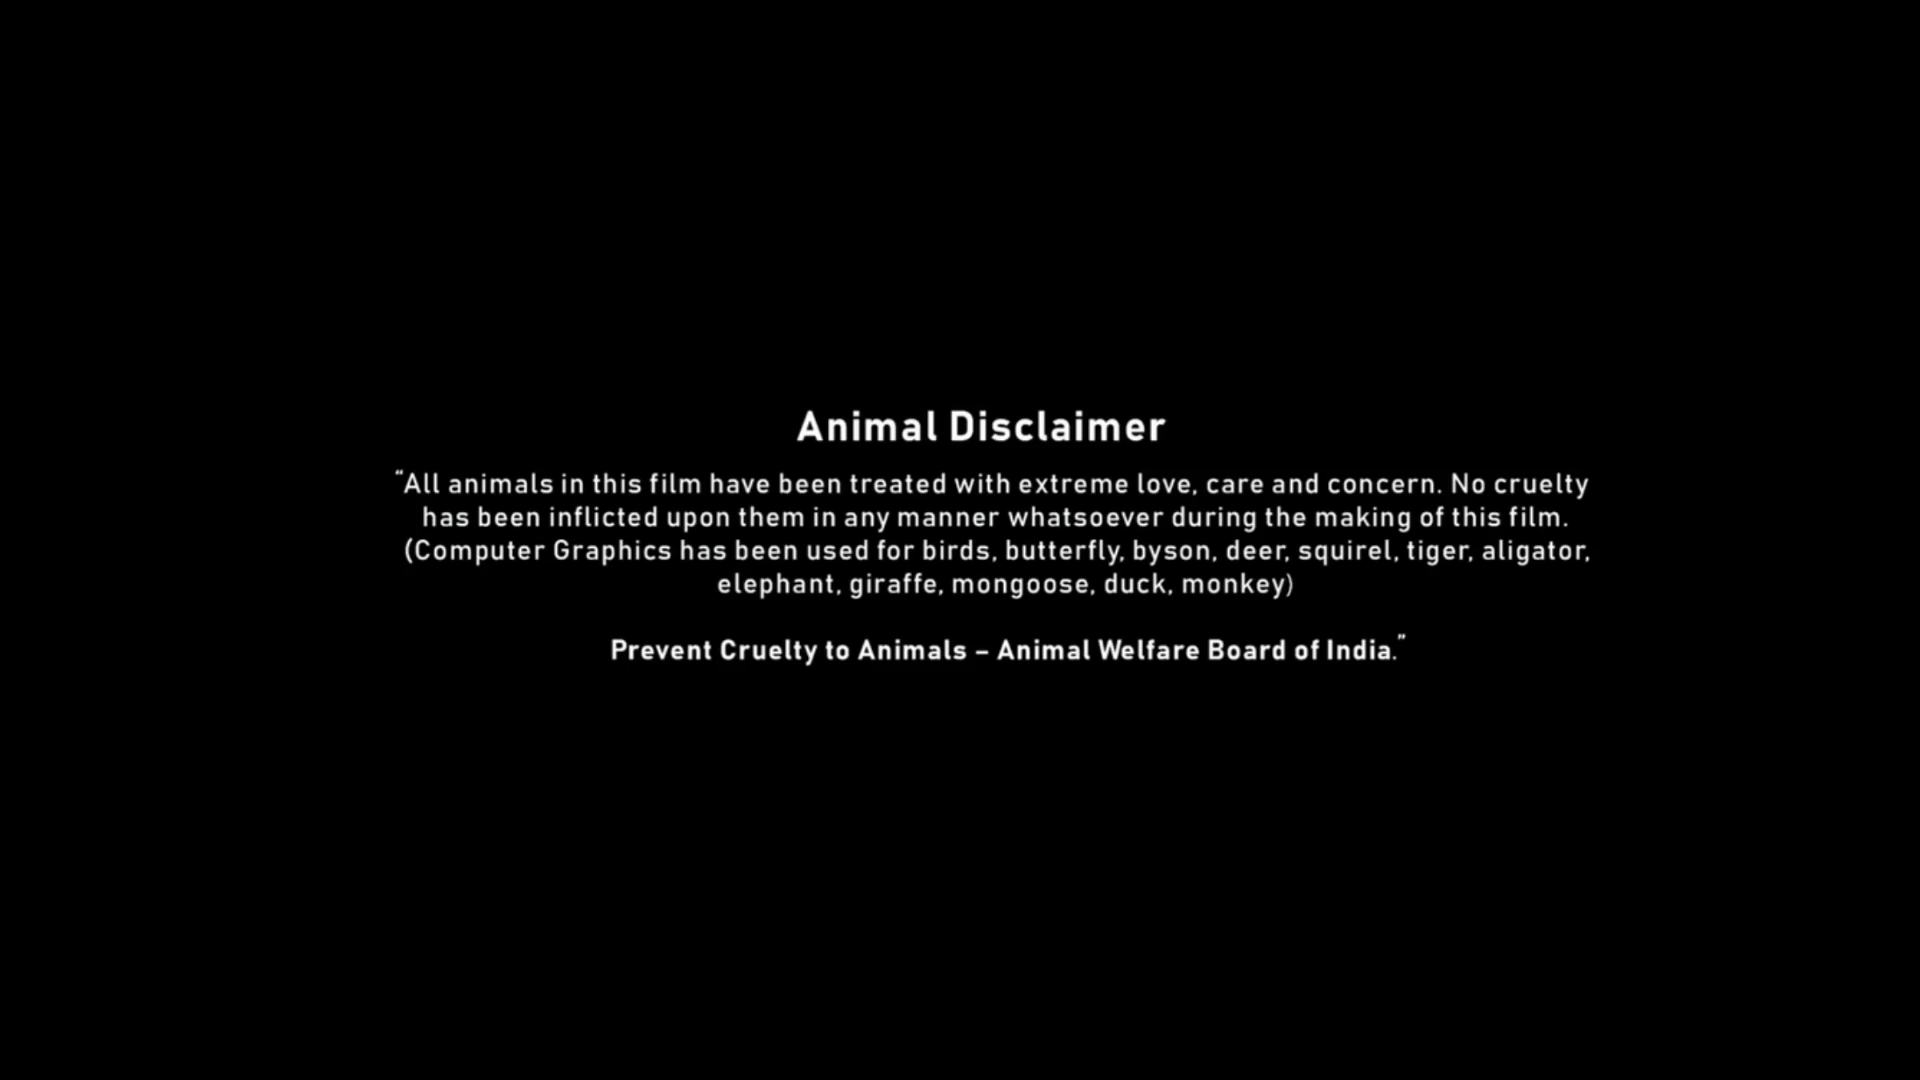 Animal Disclaimer
“All animals in this film have been treated with extreme love, care and concern. No cruelty
has been inflicted upon them in any manner whatsoever during the making of this film.
(Computer Graphics has been used for birds, butterfly, byson, deer, squirel, tiger, aligator,
elephant, giraffe, mongoose, duck, monkey)
Prevent Cruelty to Animals – Animal Welfare Board of India.”